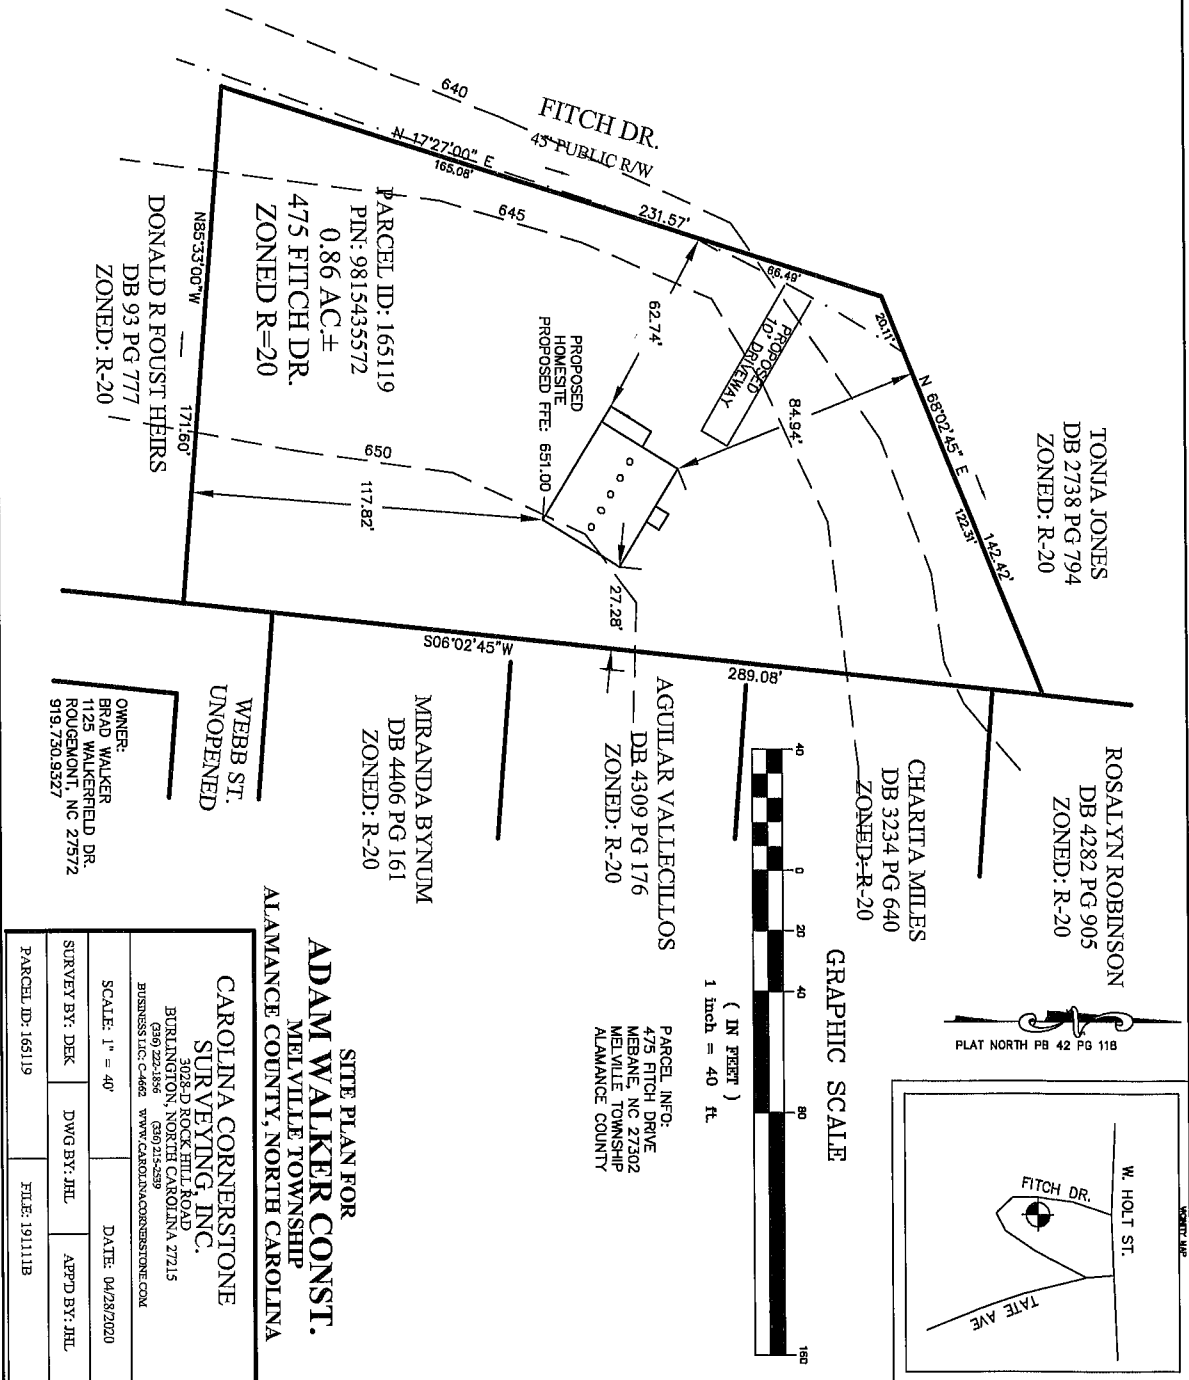 640
FITCH DR.
45' PUBLIC R/W
N 17°27'00" E
165.08'
231.57'
66.49'
20.11'
N 68°02'45" E
122.31'
142.42'
TONJA JONES
DB 2738 PG 794
ZONED: R-20
645
PARCEL ID: 165119
PIN: 9815435572
0.86 AC.±
475 FITCH DR.
ZONED R=20
62.74'
PROPOSED
10' DRIVEWAY
84.94'
PROPOSED
HOMESITE
PROPOSED FFE: 651.00
N85°33'00"W
171.60'
DONALD R FOUST HEIRS
DB 93 PG 777
ZONED: R-20
650
117.82'
27.28'
S06°02'45"W
289.08'
ROSALYN ROBINSON
DB 4282 PG 905
ZONED: R-20
CHARITA MILES
DB 3234 PG 640
ZONED: R-20
AGUILAR VALLECILLOS
DB 4309 PG 176
ZONED: R-20
MIRANDA BYNUM
DB 4406 PG 161
ZONED: R-20
WEBB ST.
UNOPENED
OWNER:
BRAD WALKER
1125 WALKERFIELD DR.
ROUGEMONT, NC 27572
919.730.9327
PLAT NORTH PB 42 PG 118
VICINITY MAP
W. HOLT ST.
FITCH DR.
TATE AVE
GRAPHIC SCALE
40 0 20 40 80 160
( IN FEET )
1 inch = 40 ft.
PARCEL INFO:
475 FITCH DRIVE
MEBANE, NC 27302
MELVILLE TOWNSHIP
ALAMANCE COUNTY
SITE PLAN FOR
ADAM WALKER CONST.
MELVILLE TOWNSHIP
ALAMANCE COUNTY, NORTH CAROLINA
CAROLINA CORNERSTONE
SURVEYING, INC.
3028-D ROCK HILL ROAD
BURLINGTON, NORTH CAROLINA 27215
(336) 222-1856 (336) 215-2539
BUSINESS LIC: C-4662 WWW.CAROLINACORNERSTONE.COM
SCALE: 1" = 40' DATE: 04/28/2020
SURVEY BY: DEK DWG BY: JHL APPD BY: JHL
PARCEL ID: 165119 FILE: 191111B